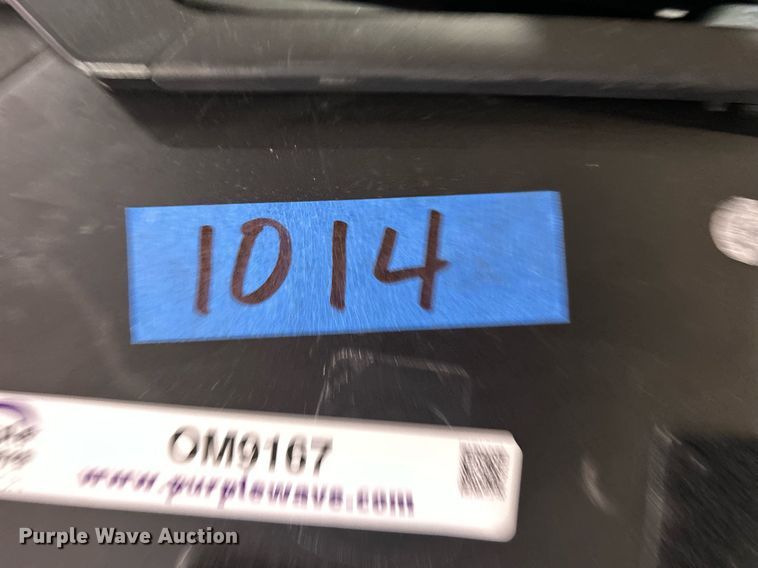 1014
OM9167
www.purplewave.com
Purple Wave Auction